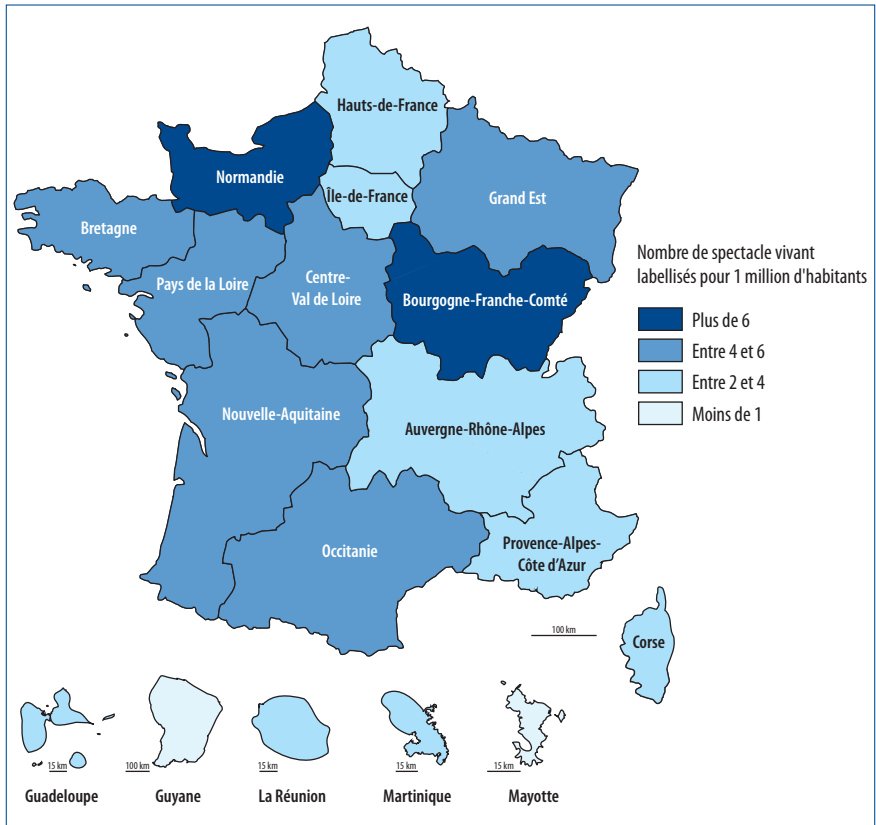 Hauts-de-France
Normandie
Île-de-France
Grand Est
Bretagne
Pays de la Loire
Centre-
Val de Loire
Bourgogne-Franche-Comté
Nombre de spectacle vivant
labellisés pour 1 million d'habitants
Plus de 6
Entre 4 et 6
Entre 2 et 4
Moins de 1
Nouvelle-Aquitaine
Auvergne-Rhône-Alpes
Occitanie
Provence-Alpes-
Côte d'Azur
100 km
Corse
15 km
100 km
15 km
15 km
15 km
Guadeloupe
Guyane
La Réunion
Martinique
Mayotte